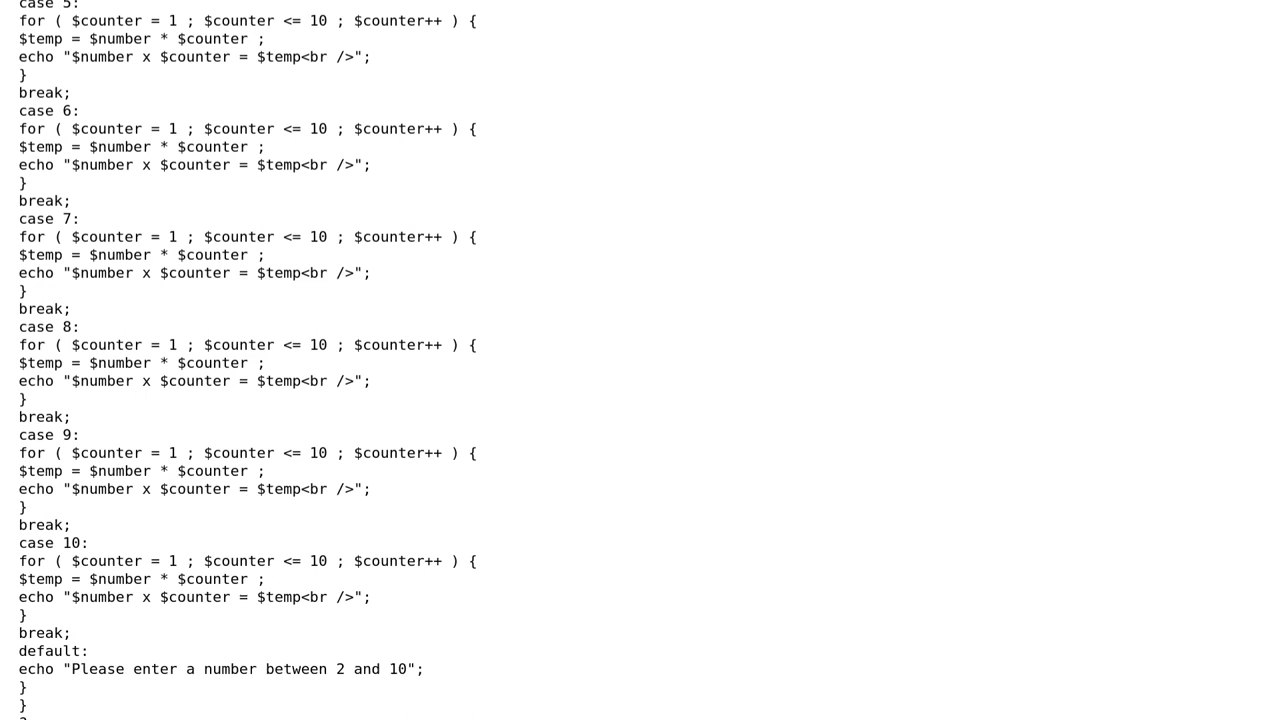 case 5:
for ( $counter = 1 ; $counter <= 10 ; $counter++ ) {
$temp = $number * $counter ;
echo "$number x $counter = $temp<br />";
}
break;
case 6:
for ( $counter = 1 ; $counter <= 10 ; $counter++ ) {
$temp = $number * $counter ;
echo "$number x $counter = $temp<br />";
}
break;
case 7:
for ( $counter = 1 ; $counter <= 10 ; $counter++ ) {
$temp = $number * $counter ;
echo "$number x $counter = $temp<br />";
}
break;
case 8:
for ( $counter = 1 ; $counter <= 10 ; $counter++ ) {
$temp = $number * $counter ;
echo "$number x $counter = $temp<br />";
}
break;
case 9:
for ( $counter = 1 ; $counter <= 10 ; $counter++ ) {
$temp = $number * $counter ;
echo "$number x $counter = $temp<br />";
}
break;
case 10:
for ( $counter = 1 ; $counter <= 10 ; $counter++ ) {
$temp = $number * $counter ;
echo "$number x $counter = $temp<br />";
}
break;
default:
echo "Please enter a number between 2 and 10";
}
}